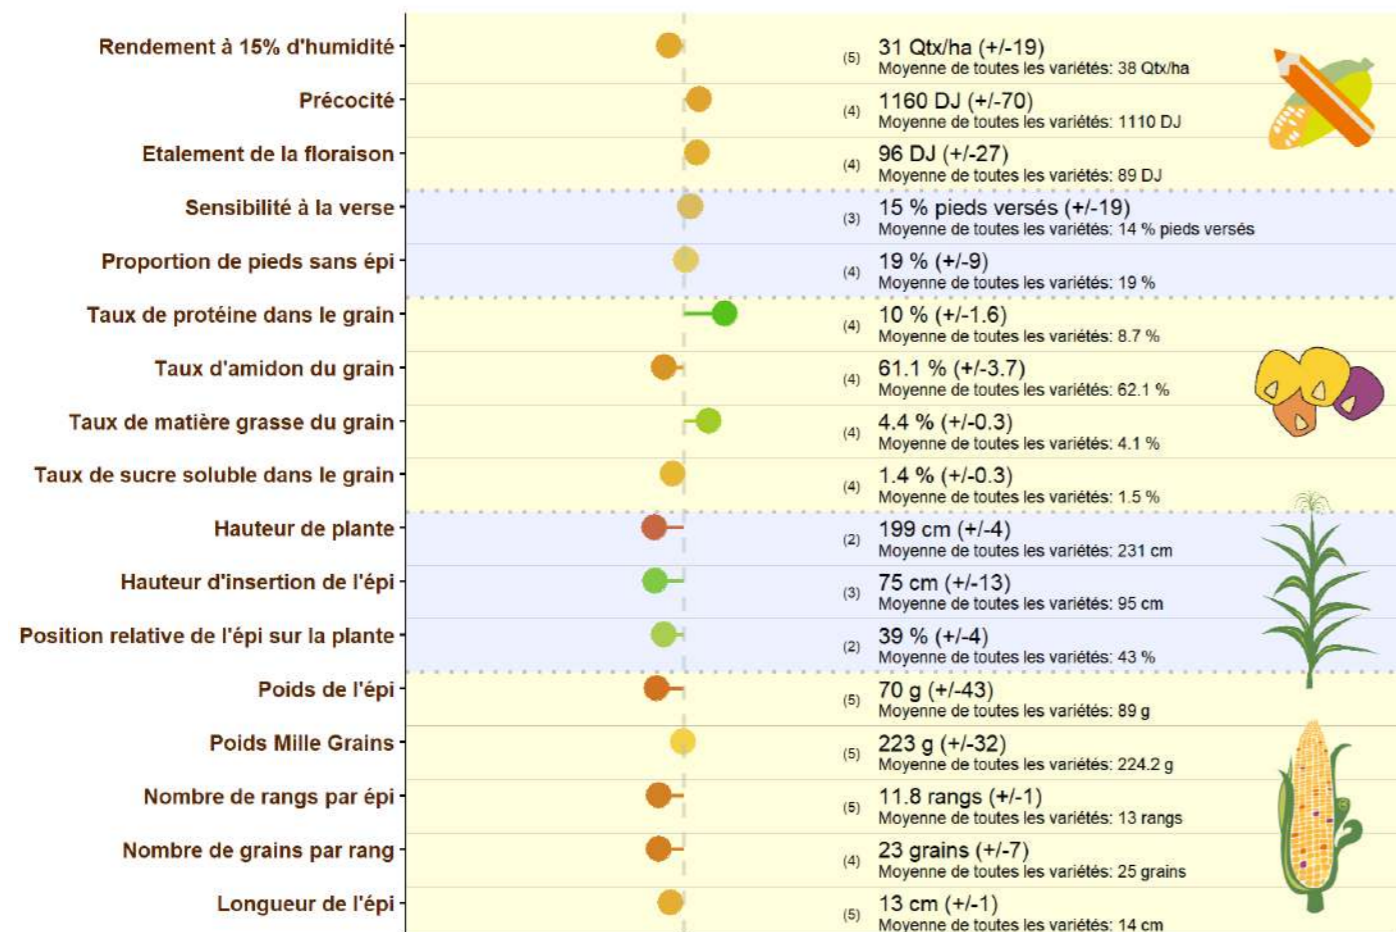 Rendement à 15% d'humidité
(5)
31 Qtx/ha (+/-19)
Moyenne de toutes les variétés: 38 Qtx/ha
Précocité
(4)
1160 DJ (+/-70)
Moyenne de toutes les variétés: 1110 DJ
Etalement de la floraison
(4)
96 DJ (+/-27)
Moyenne de toutes les variétés: 89 DJ
Sensibilité à la verse
(3)
15 % pieds versés (+/-19)
Moyenne de toutes les variétés: 14 % pieds versés
Proportion de pieds sans épi
(4)
19 % (+/-9)
Moyenne de toutes les variétés: 19 %
Taux de protéine dans le grain
(4)
10 % (+/-1.6)
Moyenne de toutes les variétés: 8.7 %
Taux d'amidon du grain
(4)
61.1 % (+/-3.7)
Moyenne de toutes les variétés: 62.1 %
Taux de matière grasse du grain
(4)
4.4 % (+/-0.3)
Moyenne de toutes les variétés: 4.1 %
Taux de sucre soluble dans le grain
(4)
1.4 % (+/-0.3)
Moyenne de toutes les variétés: 1.5 %
Hauteur de plante
(2)
199 cm (+/-4)
Moyenne de toutes les variétés: 231 cm
Hauteur d'insertion de l'épi
(3)
75 cm (+/-13)
Moyenne de toutes les variétés: 95 cm
Position relative de l'épi sur la plante
(2)
39 % (+/-4)
Moyenne de toutes les variétés: 43 %
Poids de l'épi
(5)
70 g (+/-43)
Moyenne de toutes les variétés: 89 g
Poids Mille Grains
(5)
223 g (+/-32)
Moyenne de toutes les variétés: 224.2 g
Nombre de rangs par épi
(5)
11.8 rangs (+/-1)
Moyenne de toutes les variétés: 13 rangs
Nombre de grains par rang
(4)
23 grains (+/-7)
Moyenne de toutes les variétés: 25 grains
Longueur de l'épi
(5)
13 cm (+/-1)
Moyenne de toutes les variétés: 14 cm